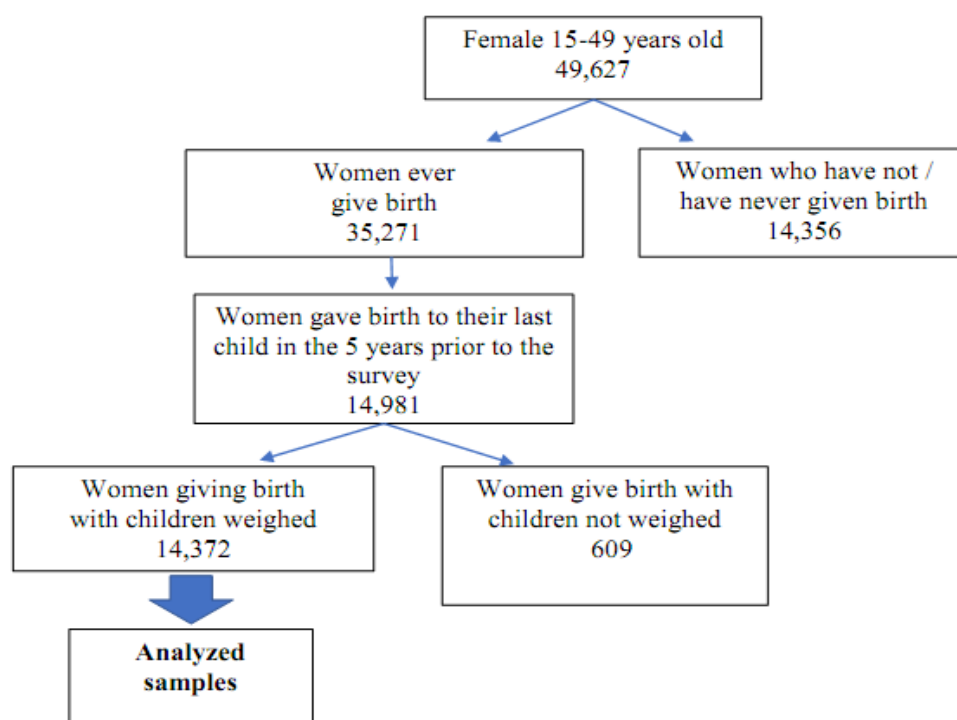 Female 15-49 years old
49,627
Women ever
give birth
35,271
Women who have not /
have never given birth
14,356
Women gave birth to their last
child in the 5 years prior to the
survey
14,981
Women giving birth
with children weighed
14,372
Women give birth with
children not weighed
609
Analyzed
samples